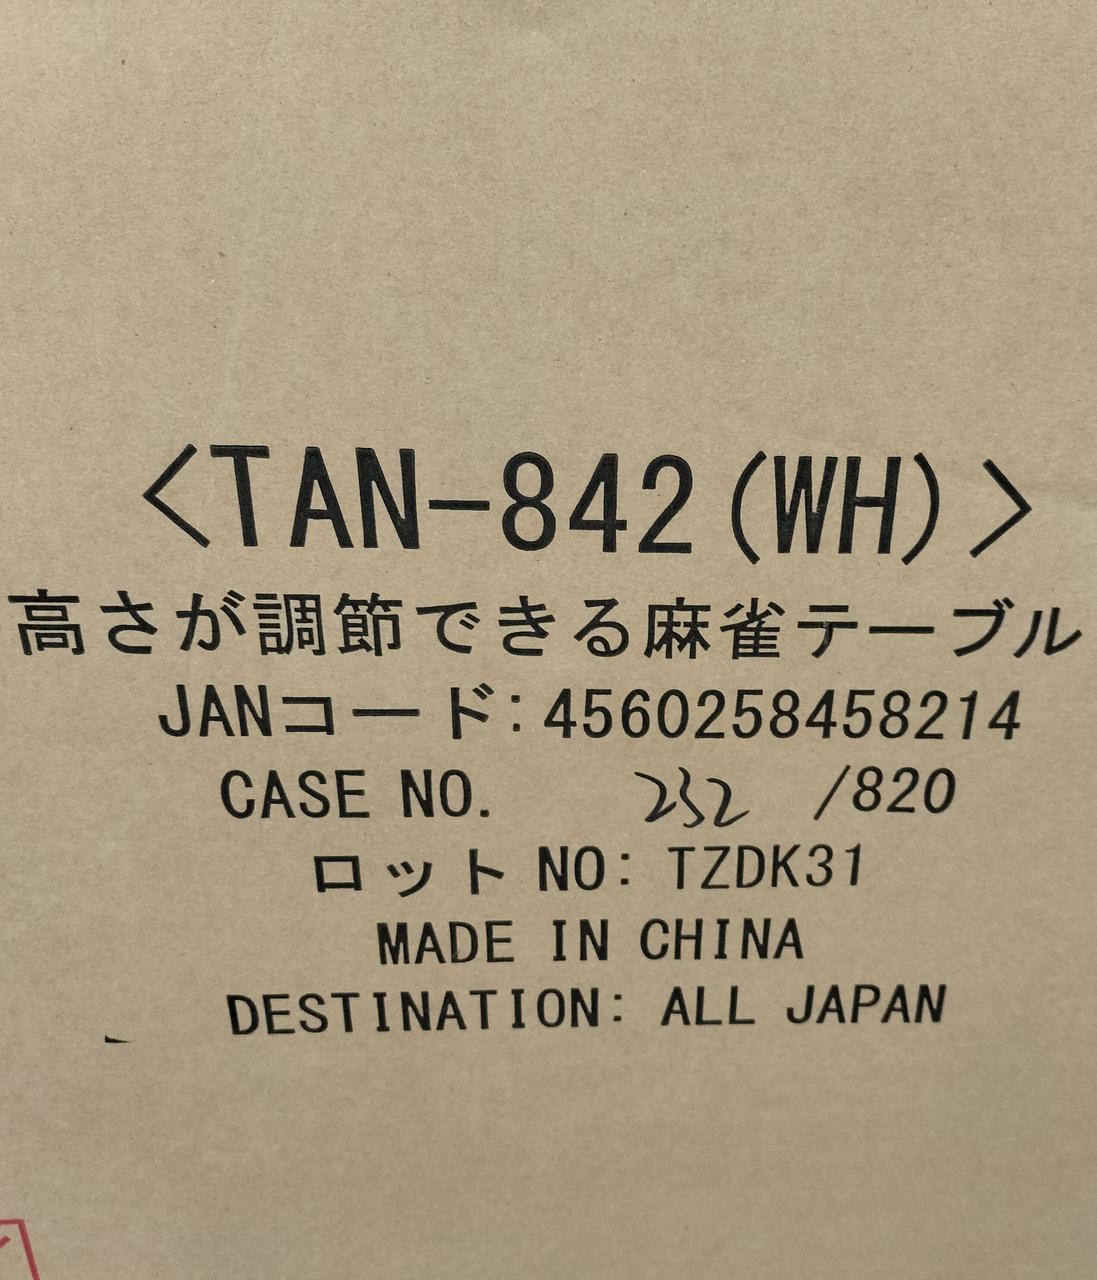 <TAN-842(WH)>
高さが調節できる麻雀テーブル
JANコード:4560258458214
CASE NO. 232 /820
ロットNO: TZDK31
MADE IN CHINA
DESTINATION: ALL JAPAN